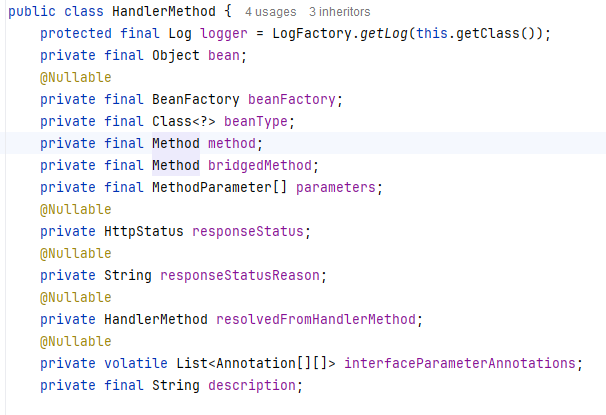 public class HandlerMethod { 4 usages 3 inheritors
    protected final Log logger = LogFactory.getLog(this.getClass());
    private final Object bean;
    @Nullable
    private final BeanFactory beanFactory;
    private final Class<?> beanType;
    private final Method method;
    private final Method bridgedMethod;
    private final MethodParameter[] parameters;
    @Nullable
    private HttpStatus responseStatus;
    @Nullable
    private String responseStatusReason;
    @Nullable
    private HandlerMethod resolvedFromHandlerMethod;
    @Nullable
    private volatile List<Annotation[][]> interfaceParameterAnnotations;
    private final String description;